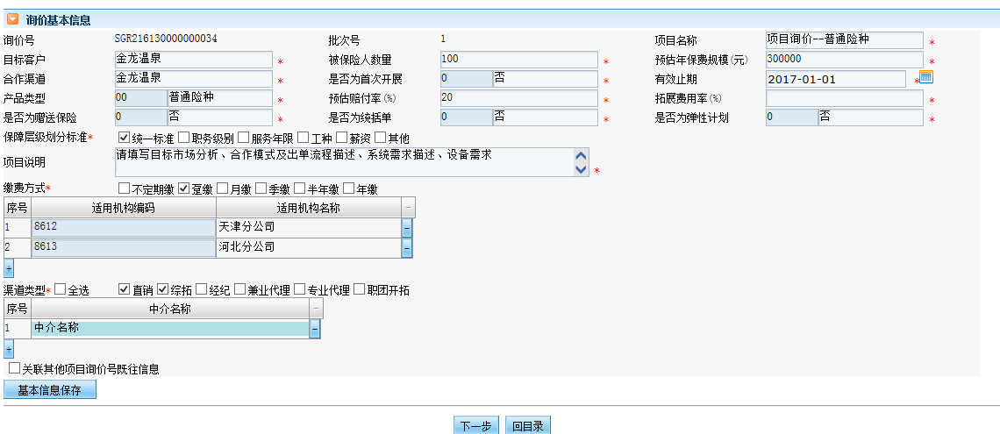 询价基本信息
询价号 SGR216130000000034 批次号 1 项目名称 项目询价--普通险种 *
目标客户 金龙温泉 * 被保险人数量 100 * 预估年保费规模(元) 300000 *
合作渠道 金龙温泉 * 是否为首次开展 0 否 * 有效止期 2017-01-01 *
产品类型 00 普通险种 * 预估赔付率(%) 20 * 拓展费用率(%) *
是否为赠送保险 0 否 * 是否为统括单 0 否 * 是否为弹性计划 0 否 *
保障层级划分标准* 统一标准 职务级别 服务年限 工种 薪资 其他
项目说明 请填写目标市场分析、合作模式及出单流程描述、系统需求描述、设备需求 *
缴费方式* 不定期缴 趸缴 月缴 季缴 半年缴 年缴
序号 适用机构编码 适用机构名称 -
1 8612 天津分公司 -
2 8613 河北分公司 -
+
渠道类型* 全选 直销 综拓 经纪 兼业代理 专业代理 职团开拓
序号 中介名称 -
1 中介名称 -
+
关联其他项目询价号既往信息
基本信息保存
下一步 回目录